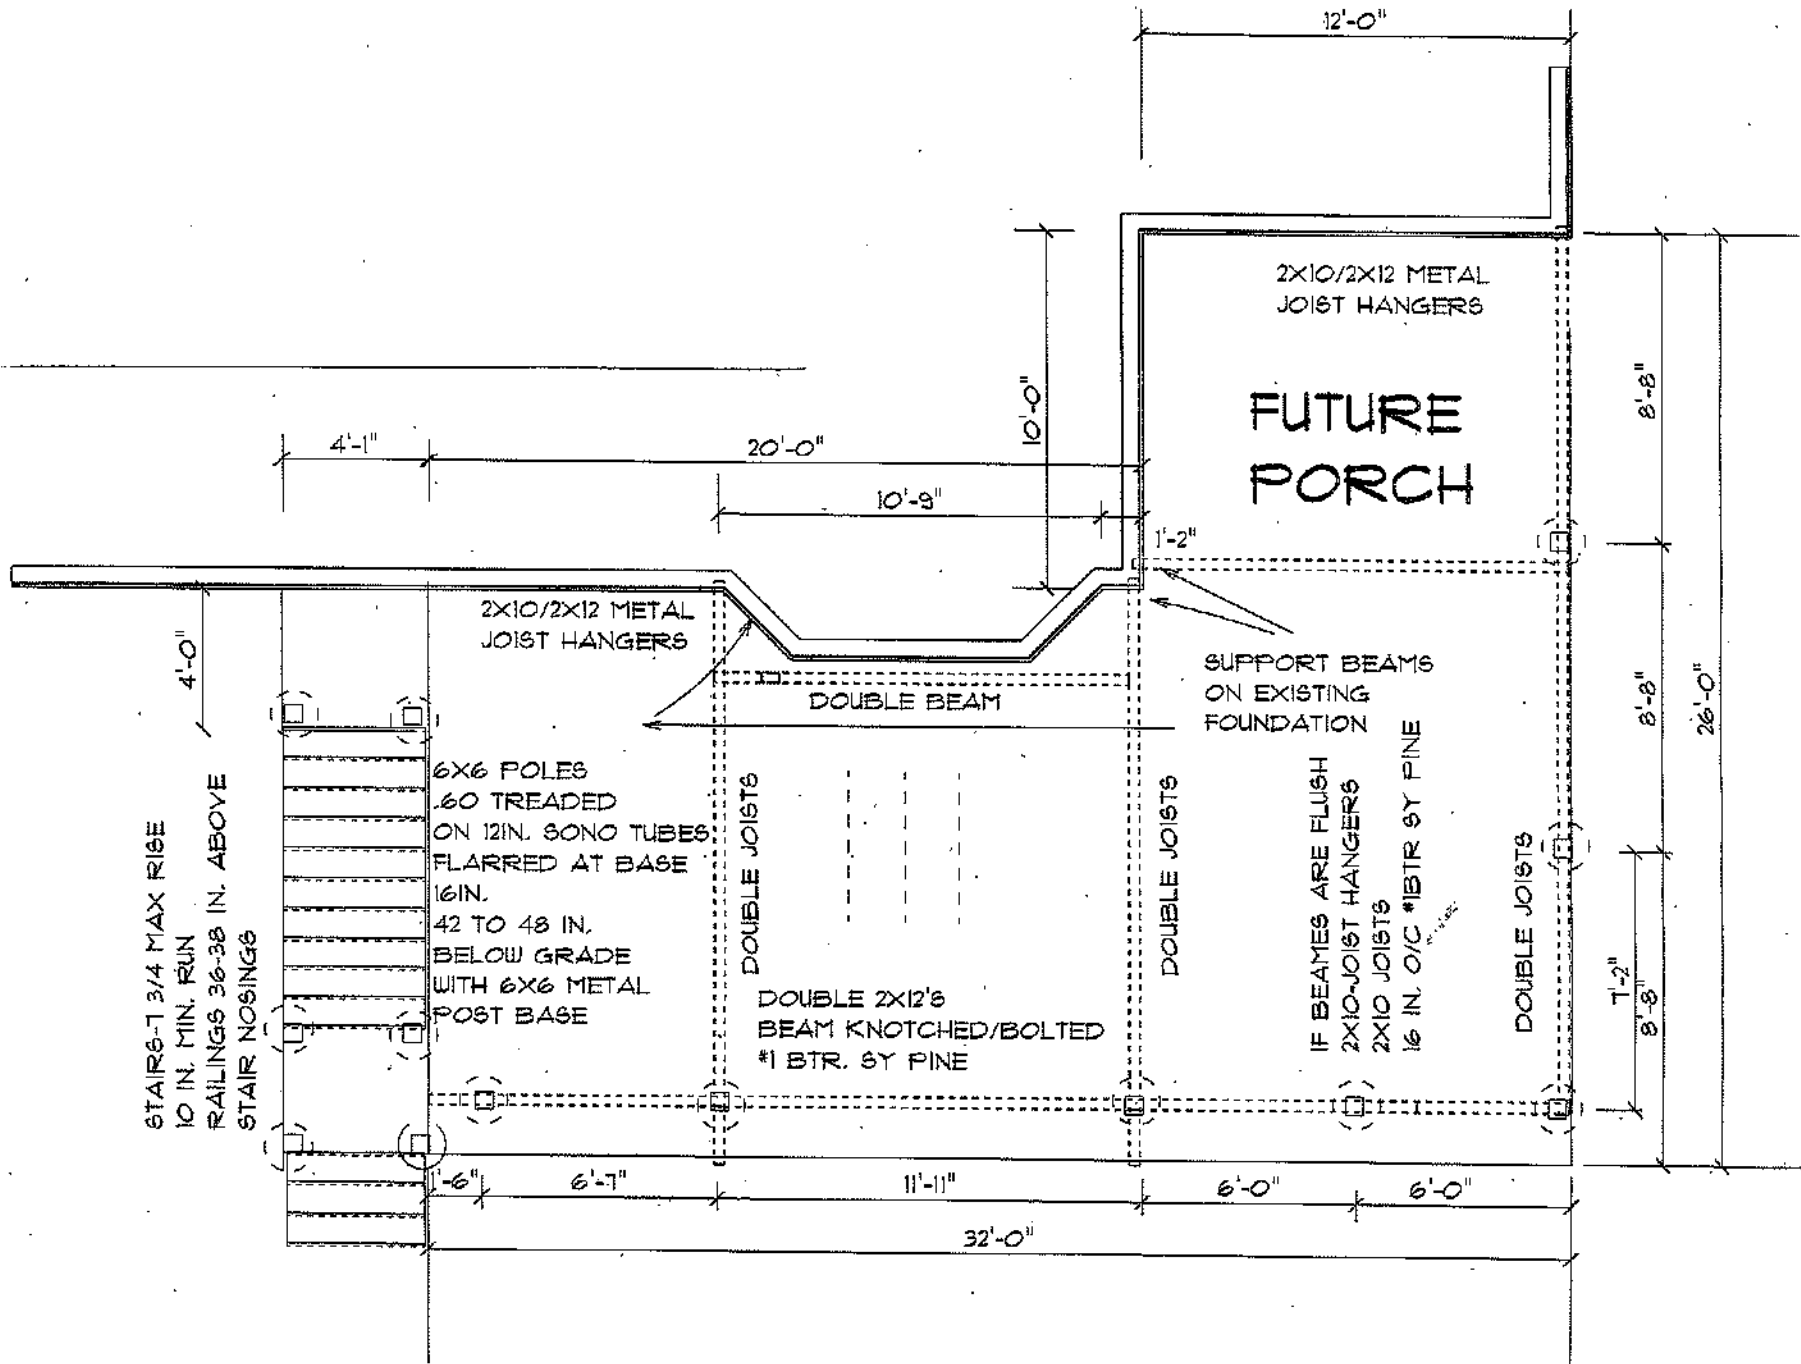 12'-0"
2X10/2X12 METAL
JOIST HANGERS
FUTURE
PORCH
10'-0"
8'-8"
4'-1"
20'-0"
10'-9"
1'-2"
2X10/2X12 METAL
JOIST HANGERS
4'-0"
DOUBLE BEAM
SUPPORT BEAMS
ON EXISTING
FOUNDATION
8'-8"
26'-0"
6X6 POLES
.60 TREADED
ON 12IN. SONO TUBES
FLARRED AT BASE
16IN.
42 TO 48 IN.
BELOW GRADE
WITH 6X6 METAL
POST BASE
STAIRS-7 3/4 MAX RISE
10 IN. MIN. RUN
RAILINGS 36-38 IN. ABOVE
STAIR NOSINGS
DOUBLE JOISTS
DOUBLE JOISTS
IF BEAMES ARE FLUSH
2X10-JOIST HANGERS
2X10 JOISTS
16 IN. O/C #1BTR SY PINE
DOUBLE JOISTS
7'-2"
8'-8"
DOUBLE 2X12'S
BEAM KNOTCHED/BOLTED
#1 BTR. SY PINE
1'-6"
6'-7"
11'-11"
6'-0"
6'-0"
32'-0"